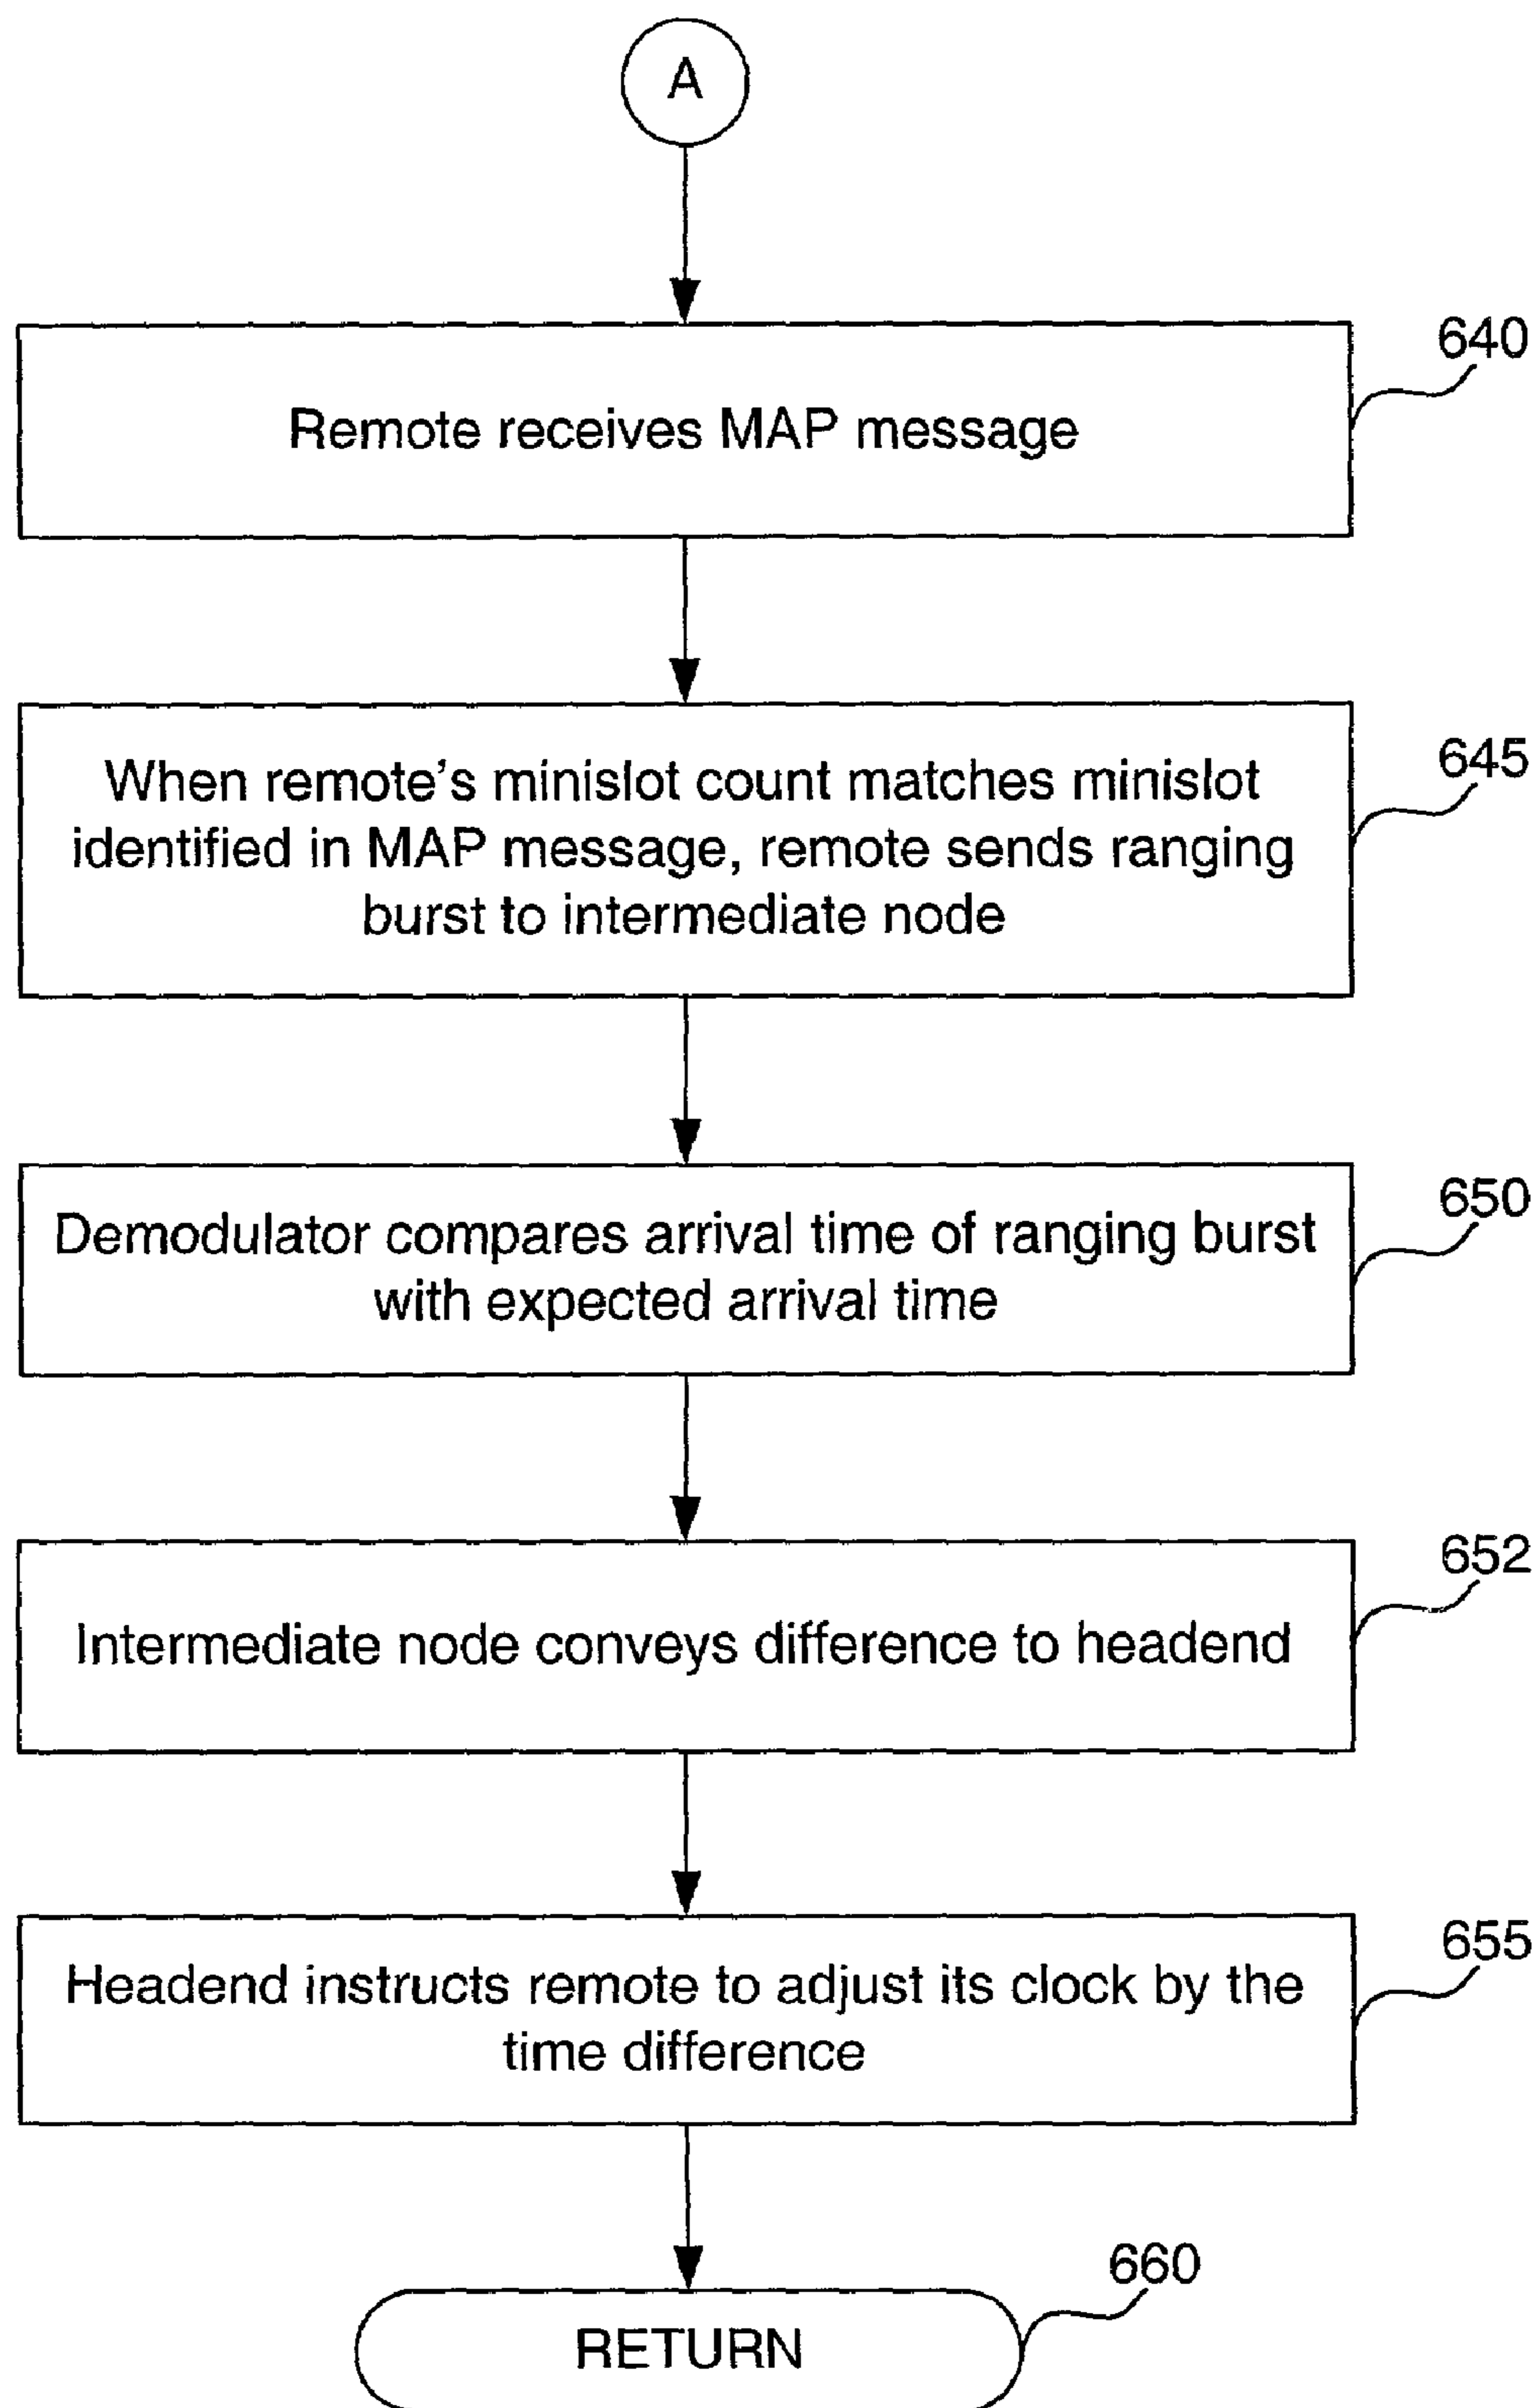 A
640
Remote receives MAP message
645
When remote's minislot count matches minislot
identified in MAP message, remote sends ranging
burst to intermediate node
650
Demodulator compares arrival time of ranging burst
with expected arrival time
652
Intermediate node conveys difference to headend
655
Headend instructs remote to adjust its clock by the
time difference
660
RETURN